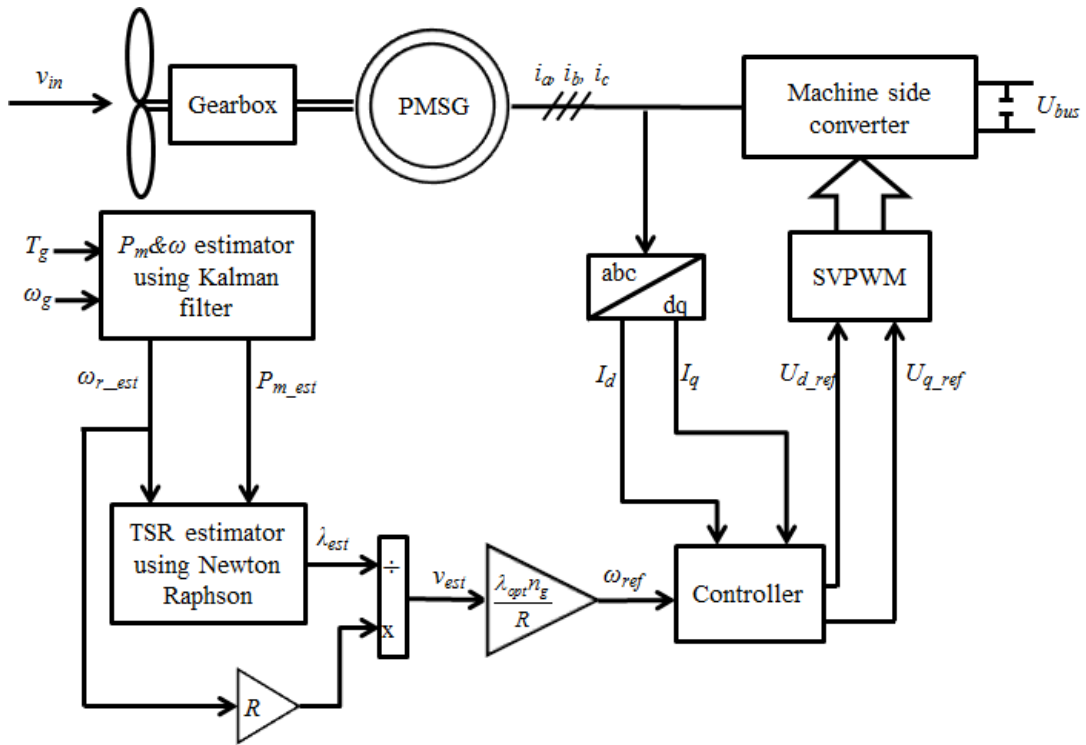 v_in
Gearbox
PMSG
i_a, i_b, i_c
Machine side
converter
U_bus
T_g
ω_g
P_m&ω estimator
using Kalman
filter
abc
dq
SVPWM
ω_r_est
P_m_est
I_d
I_q
U_d_ref
U_q_ref
TSR estimator
using Newton
Raphson
λ_est
÷
x
v_est
λ_opt n_g
R
ω_ref
Controller
R